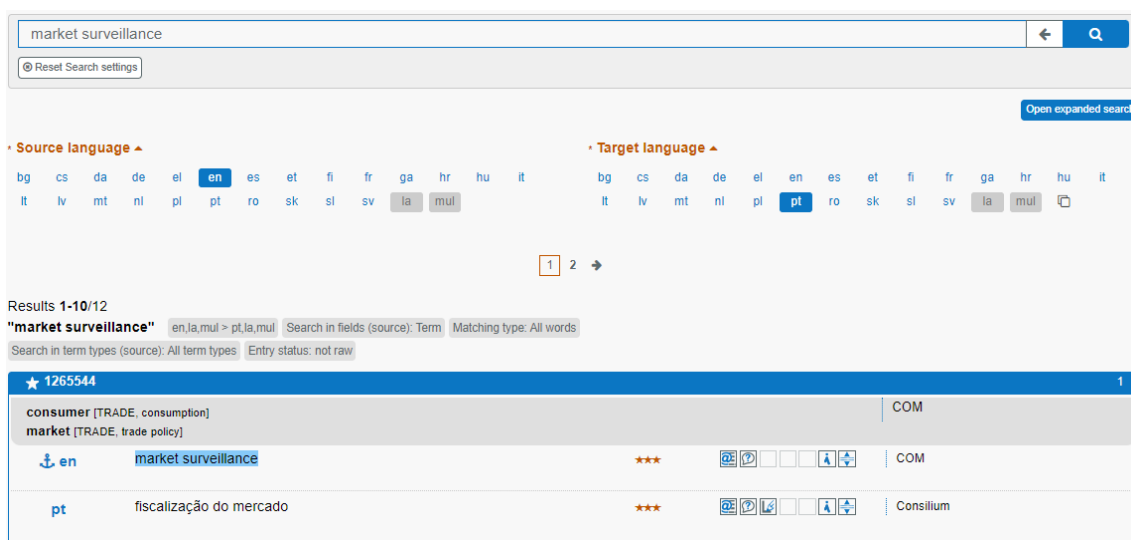 market surveillance
Reset Search settings
Open expanded search
* Source language
* Target language
bg cs da de el en es et fi fr ga hr hu it
lt lv mt nl pl pt ro sk sl sv la mul
bg cs da de el en es et fi fr ga hr hu it
lt lv mt nl pl pt ro sk sl sv la mul
1 2
Results 1-10/12
"market surveillance" en,la,mul > pt,la,mul Search in fields (source): Term Matching type: All words
Search in term types (source): All term types Entry status: not raw
1265544 1
consumer [TRADE, consumption] COM
market [TRADE, trade policy]
en market surveillance COM
pt fiscalização do mercado Consilium